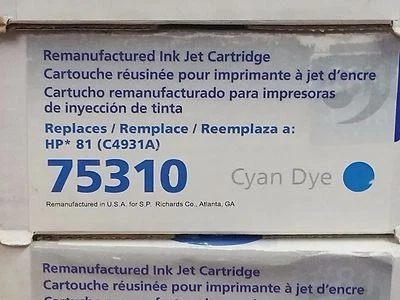 Remanufactured Ink Jet Cartridge
Cartouche réusinée pour imprimante à jet d'encre
Cartucho remanufacturado para impresoras
de inyección de tinta
Replaces / Remplace / Reemplaza a:
HP* 81 (C4931A)
75310 Cyan Dye
Remanufactured in U.S.A. for S.P. Richards Co., Atlanta, GA
Remanufactured Ink Jet Cartridge
Cartouche réusinée pour imprimante à jet d'encre